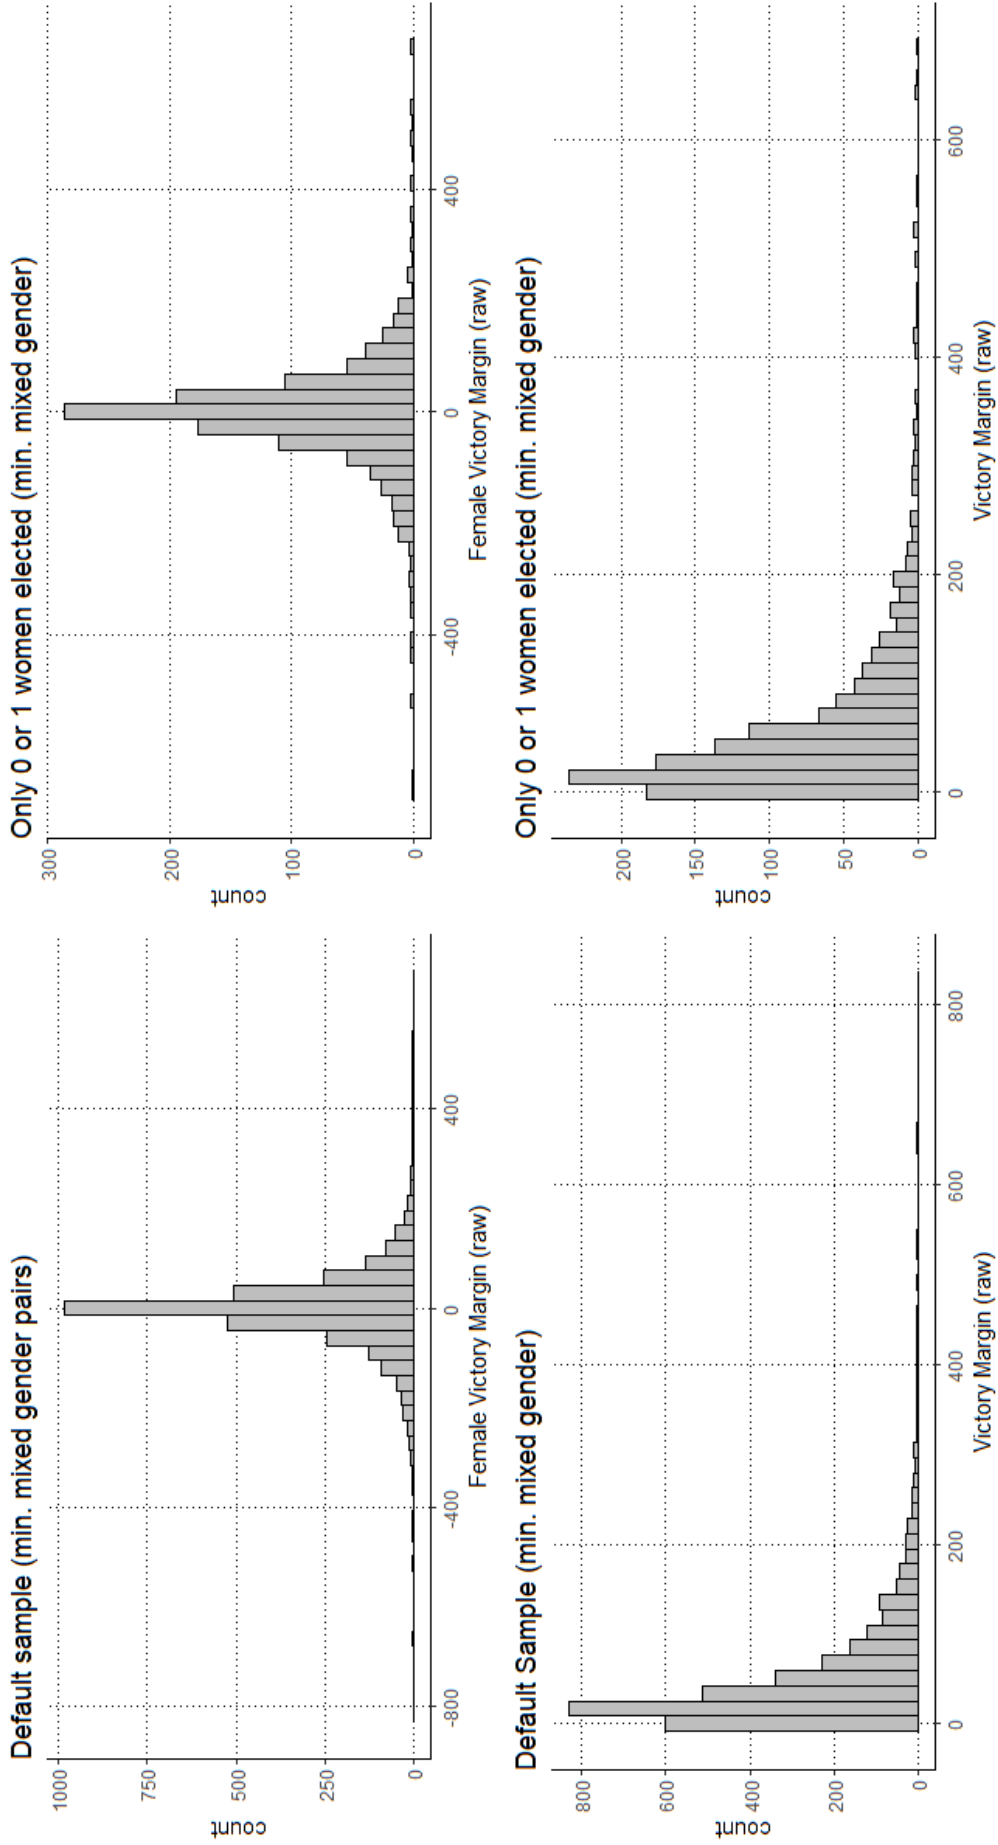 Default sample (min. mixed gender pairs)
1000
750
500
250
0
count
-800
-400
0
400
Female Victory Margin (raw)
Only 0 or 1 women elected (min. mixed gender)
300
200
100
0
count
-400
0
400
Female Victory Margin (raw)
Default Sample (min. mixed gender)
800
600
400
200
0
count
0
200
400
600
800
Victory Margin (raw)
Only 0 or 1 women elected (min. mixed gender)
200
150
100
50
0
count
0
200
400
600
Victory Margin (raw)